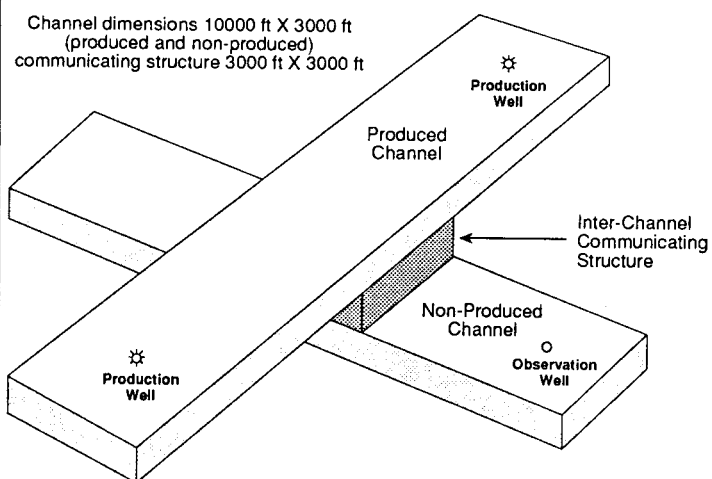 Channel dimensions 10000 ft X 3000 ft
(produced and non-produced)
communicating structure 3000 ft X 3000 ft
Production
Well
Produced
Channel
Inter-Channel
Communicating
Structure
Non-Produced
Channel
Observation
Well
Production
Well